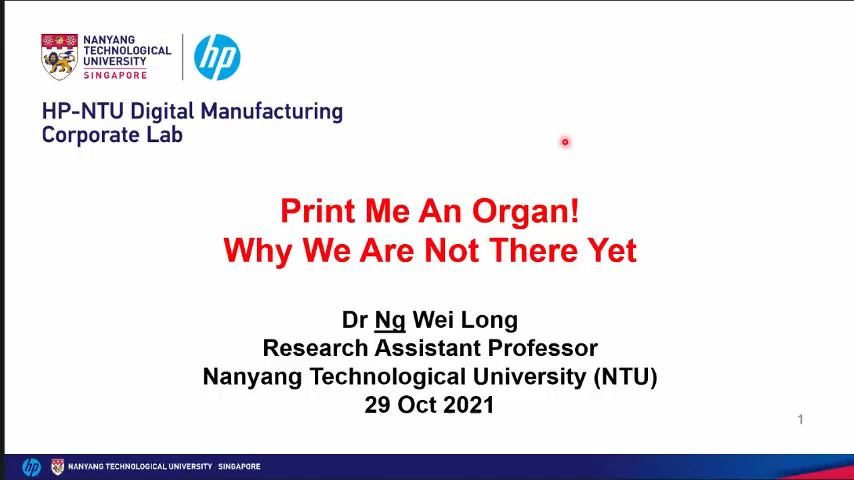 NANYANG
TECHNOLOGICAL
UNIVERSITY
SINGAPORE
hp
HP-NTU Digital Manufacturing
Corporate Lab
Print Me An Organ!
Why We Are Not There Yet
Dr Ng Wei Long
Research Assistant Professor
Nanyang Technological University (NTU)
29 Oct 2021
1
hp NANYANG TECHNOLOGICAL UNIVERSITY SINGAPORE